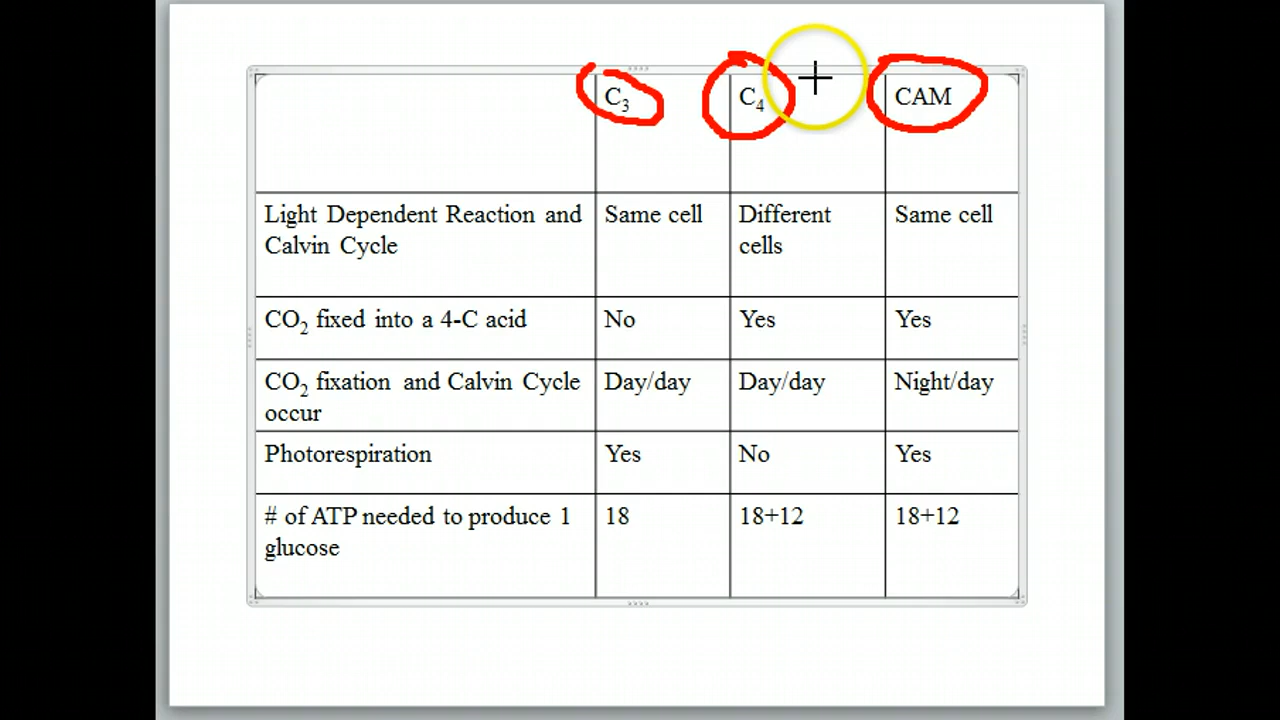 C₃ C₄ CAM
Light Dependent Reaction and Same cell Different Same cell
Calvin Cycle cells
CO₂ fixed into a 4-C acid No Yes Yes
CO₂ fixation and Calvin Cycle Day/day Day/day Night/day
occur
Photorespiration Yes No Yes
# of ATP needed to produce 1 18 18+12 18+12
glucose